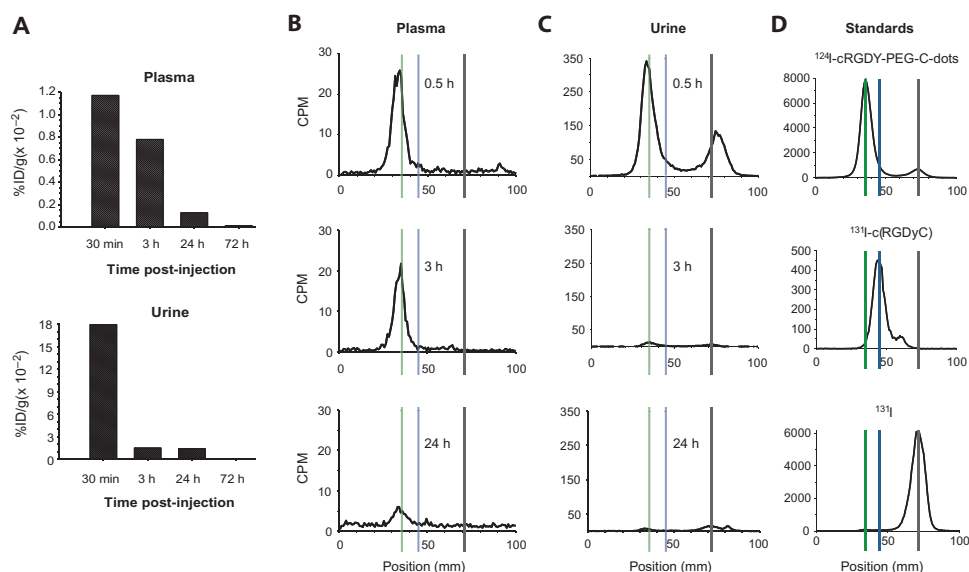 A
Plasma
1.2
1.0
0.8
0.6
0.4
0.2
0.0
%ID/g(x 10⁻²)
30 min 3 h 24 h 72 h
Time post-injection
Urine
18
15
12
9
6
3
0
%ID/g(x 10⁻²)
30 min 3 h 24 h 72 h
Time post-injection
B
Plasma
30
20
10
0
CPM
0.5 h
0 50 100
30
20
10
0
CPM
3 h
0 50 100
30
20
10
0
CPM
24 h
0 50 100
Position (mm)
C
Urine
350
250
150
50
0.5 h
0 50 100
350
250
150
50
3 h
0 50 100
350
250
150
50
24 h
0 50 100
Position (mm)
D
Standards
¹²⁴I-cRGDY-PEG-C-dots
8000
6000
4000
2000
0
0 50 100
¹³¹I-c(RGDyC)
500
400
300
200
100
0
0 50 100
¹³¹I
6000
4000
2000
0
0 50 100
Position (mm)